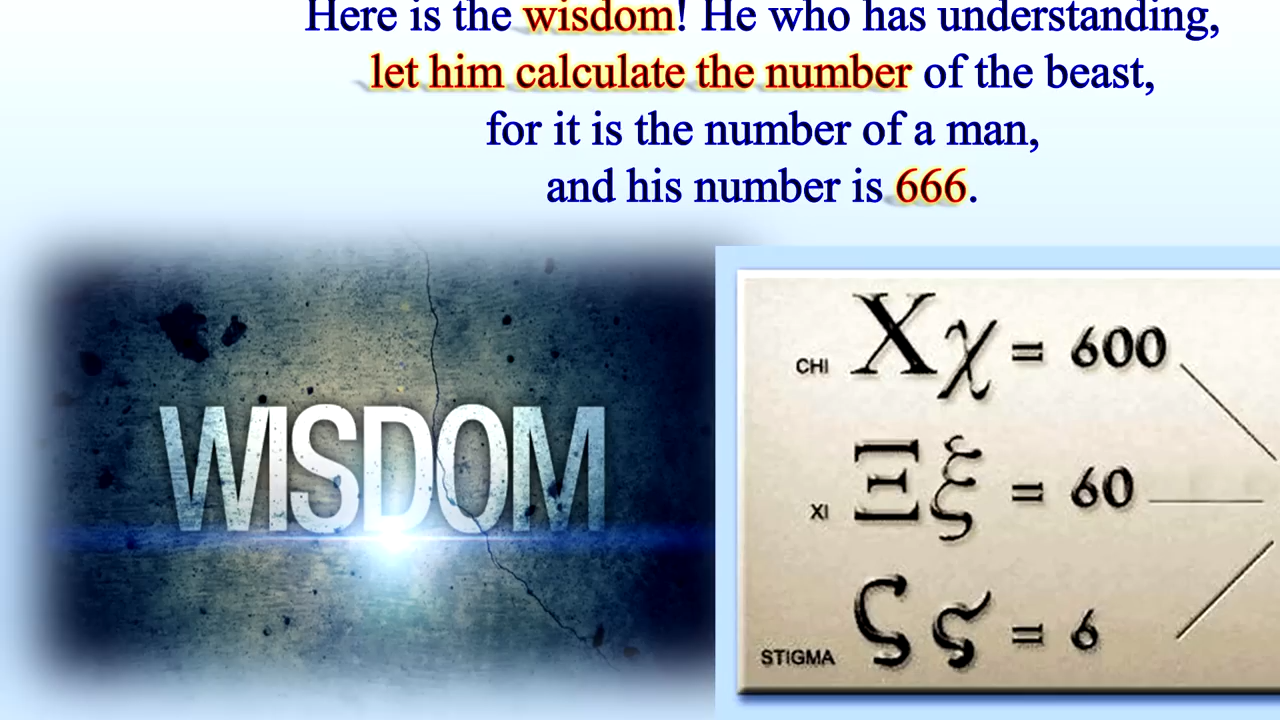 Here is the wisdom! He who has understanding,
let him calculate the number of the beast,
for it is the number of a man,
and his number is 666.
WISDOM
CHI Χχ = 600
XI Ξξ = 60
STIGMA Ϛϛ = 6